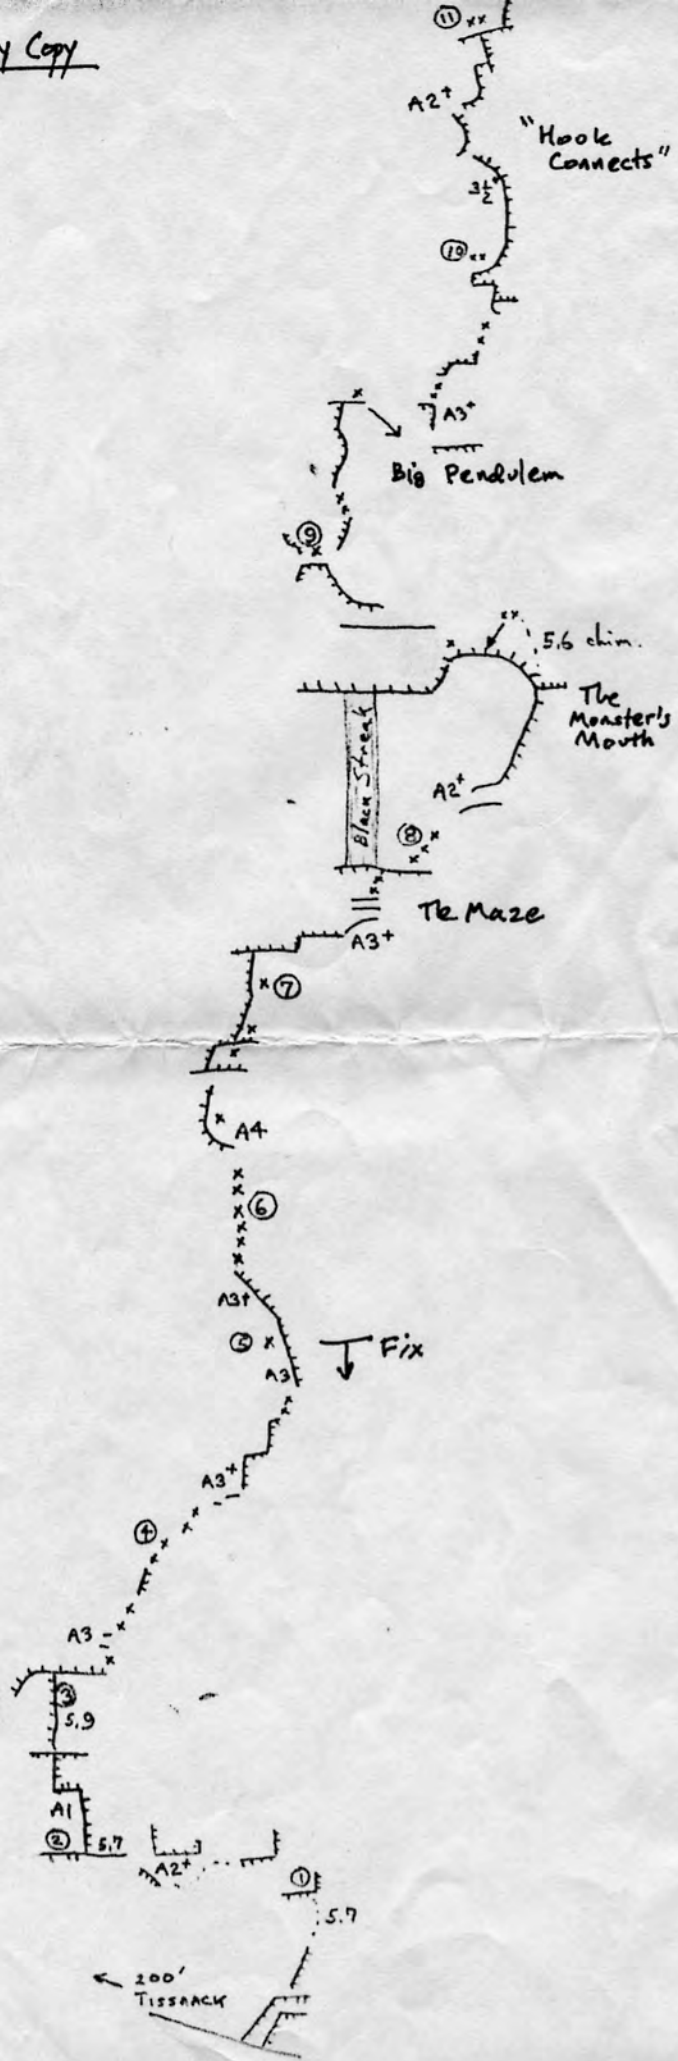 y Copy
⑪ xx
A2+
"Hook
Connects"
3½
⑩ xx
A3+
Big Pendulem
⑨
5.6 chim.
The
Monster's
Mouth
Black Streak
A2+
⑧
The Maze
A3+
⑦
A4
⑥
A3+
⑤
Fix
A3
A3+
④
A3
③
5.9
A1
②
5.7
A2+
①
5.7
200'
TISSAACK